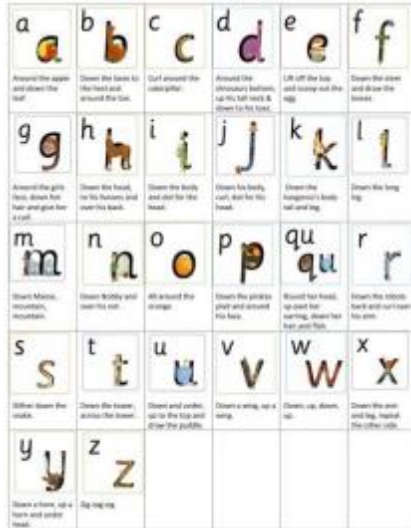 a b c d e f
Around the apple and down the leaf.
Down the laces to the heel and around the toe.
Curl around the caterpillar.
Around the dinosaurs bottom, up his tall neck & down to his toes.
Lift off the top and scoop out the egg.
Down the stem and draw the leaves.
g h i j k l
Around the girls face, down her hair and give her a curl.
Down the head, to his hooves and over his back.
Down the body and dot for the head.
Down his body, curl, dot for his head.
Down the kangaroo's body tail and leg.
Down the long leg.
m n o p qu r
Down Maisie, mountain, mountain.
Down Nobby and over his net.
All around the orange.
Down the pirates plait and around his face.
Round her head, up past her earring, down her hair and flick.
Down the robots back and curl over his arm.
s t u v w x
Slither down the snake.
Down the tower, across the tower.
Down and under, up to the top and draw the puddle.
Down a wing, up a wing.
Down, up, down, up.
Down the arm and leg, repeat the other side.
y z
Down a horn, up a horn and under head.
Zig-zag-zig